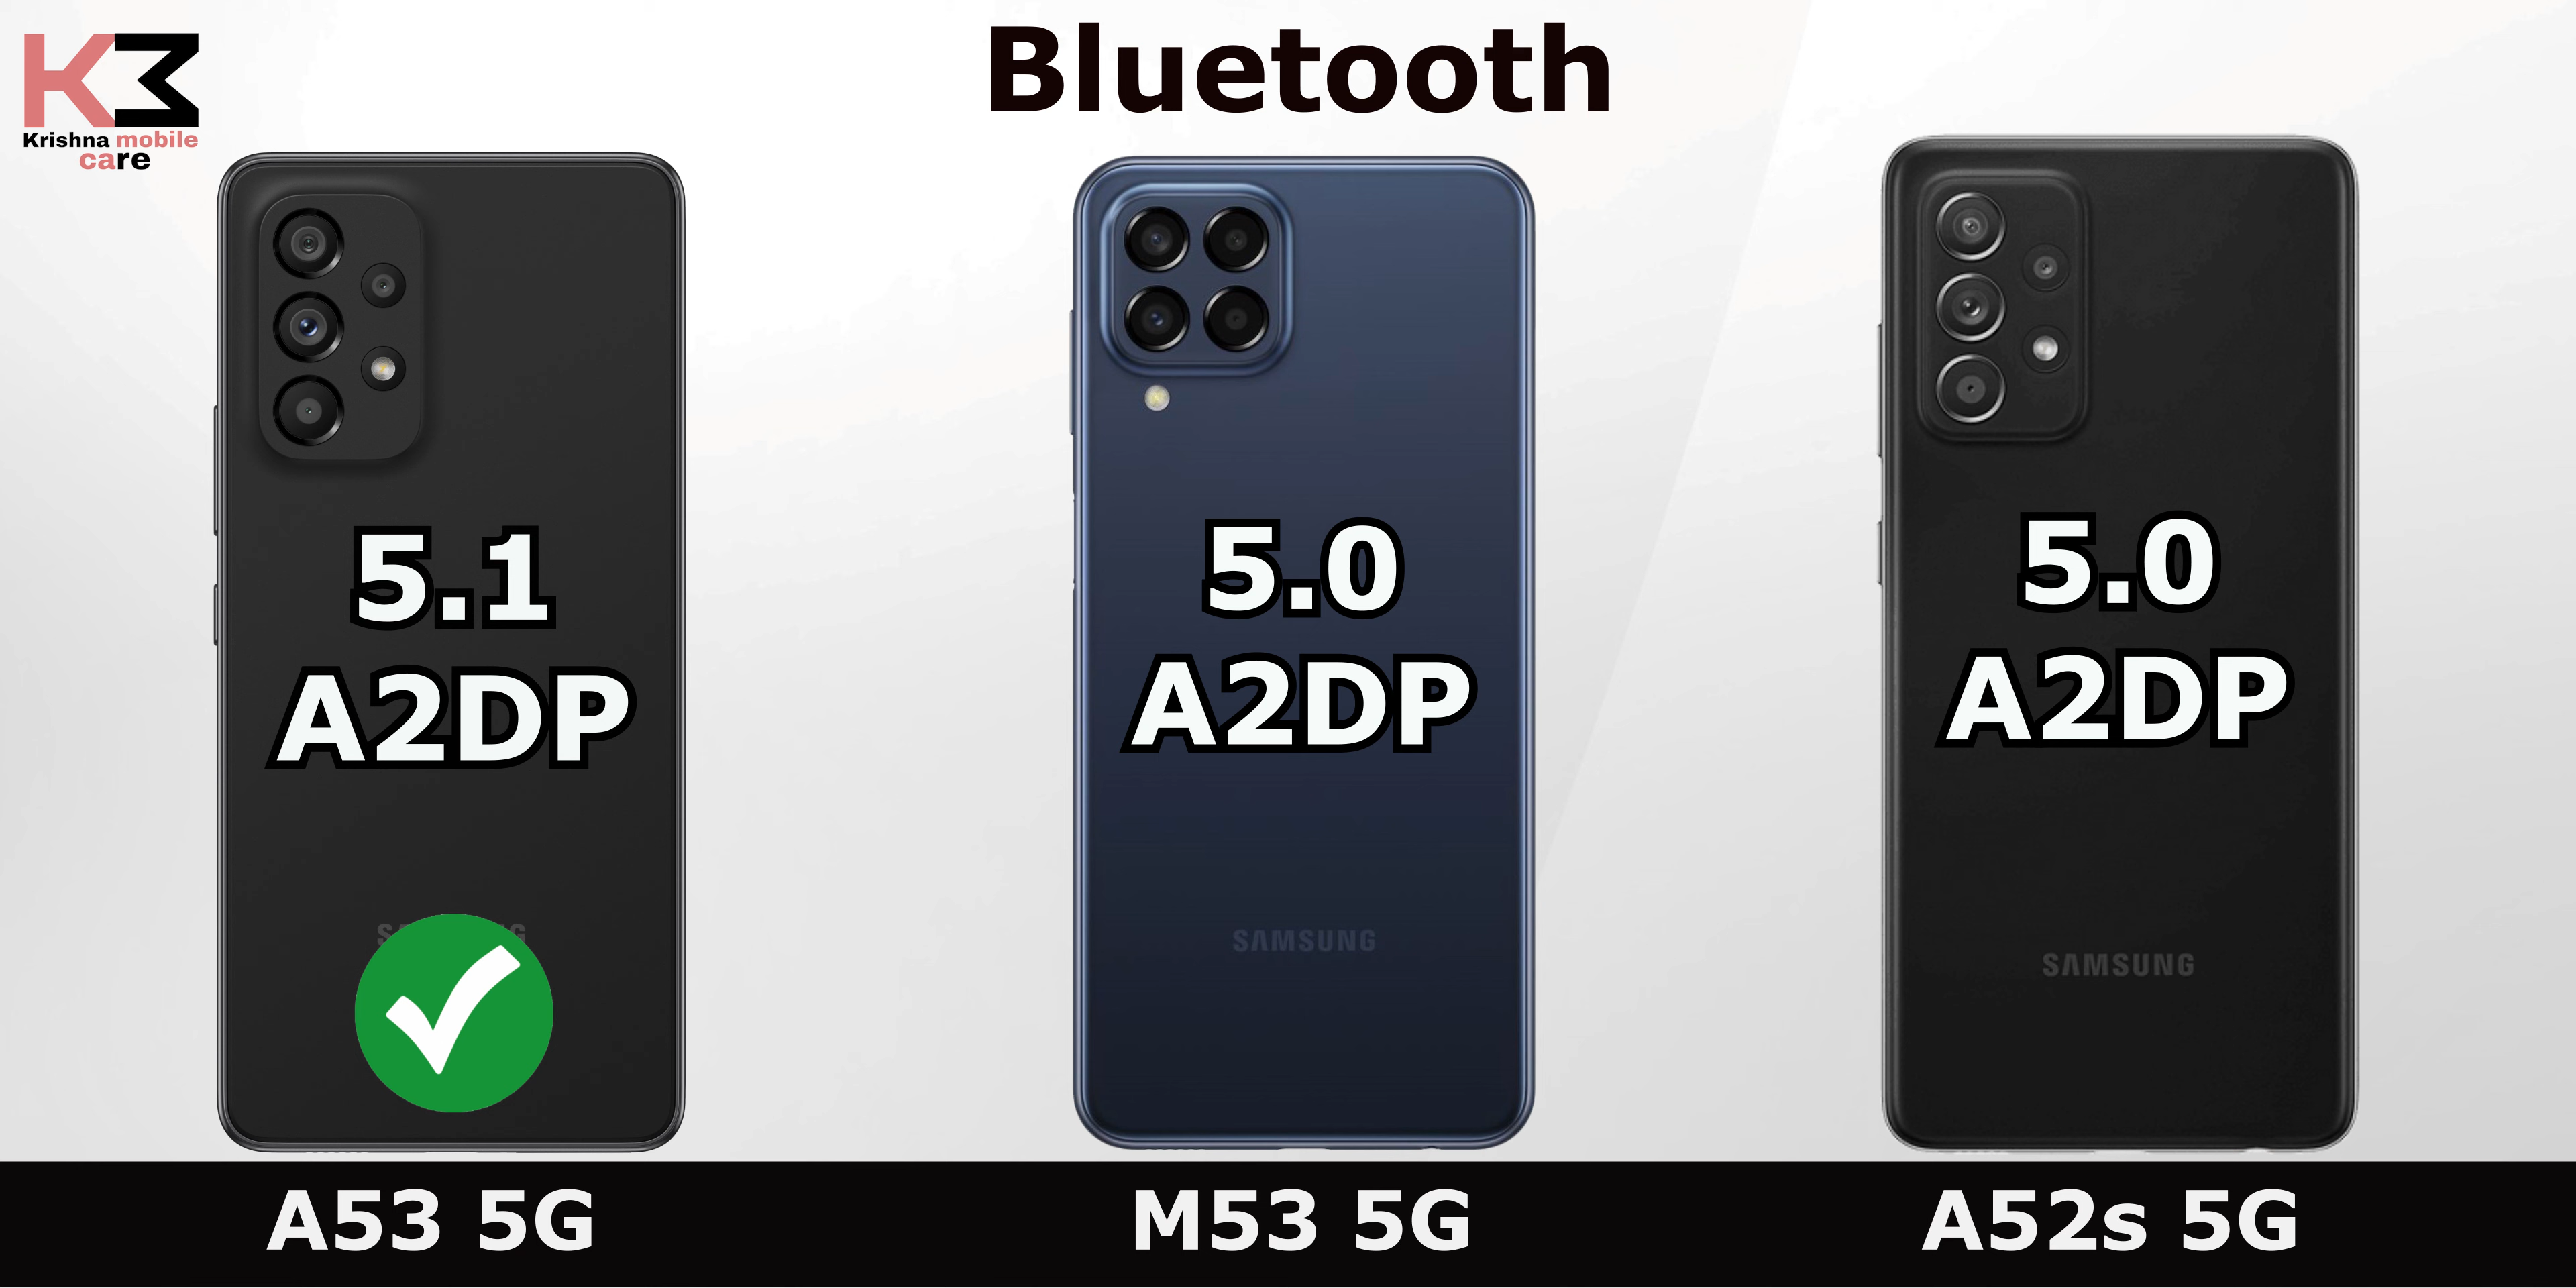 Bluetooth
KM
Krishna mobile
care
5.1
A2DP
5.0
A2DP
5.0
A2DP
SAMSUNG
SAMSUNG
A53 5G
M53 5G
A52s 5G